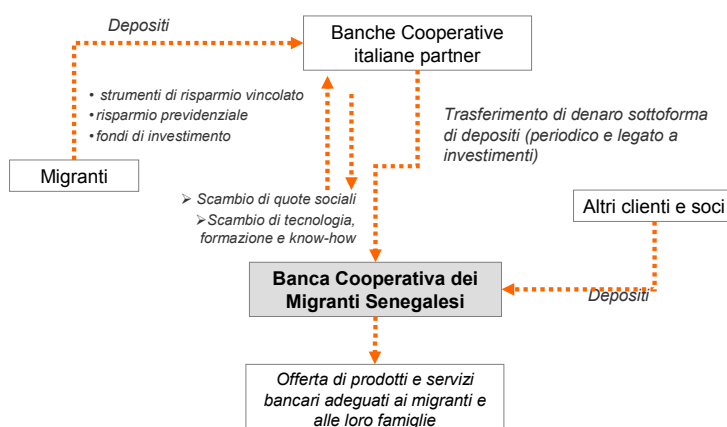 Depositi
Banche Cooperative
italiane partner
• strumenti di risparmio vincolato
•risparmio previdenziale
•fondi di investimento
Trasferimento di denaro sottoforma
di depositi (periodico e legato a
investimenti)
Migranti
➢ Scambio di quote sociali
➢Scambio di tecnologia,
formazione e know-how
Altri clienti e soci
Banca Cooperativa dei
Migranti Senegalesi
Depositi
Offerta di prodotti e servizi
bancari adeguati ai migranti e
alle loro famiglie